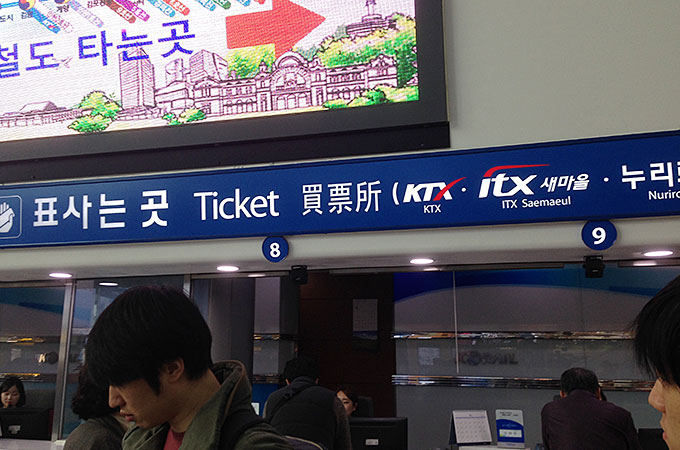 철도 타는곳
표사는 곳 Ticket 買票所 (KTX · itx 새마을 · 누리
KTX ITX Saemaeul Nuriro
8 9